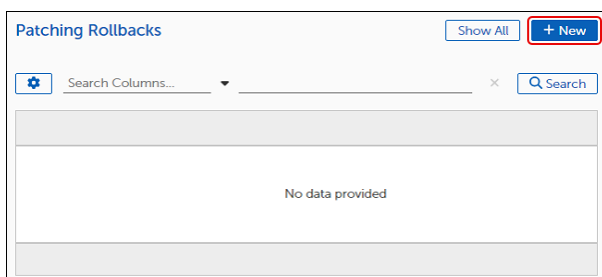 Patching Rollbacks
Show All
+ New
Search Columns...
Search
No data provided